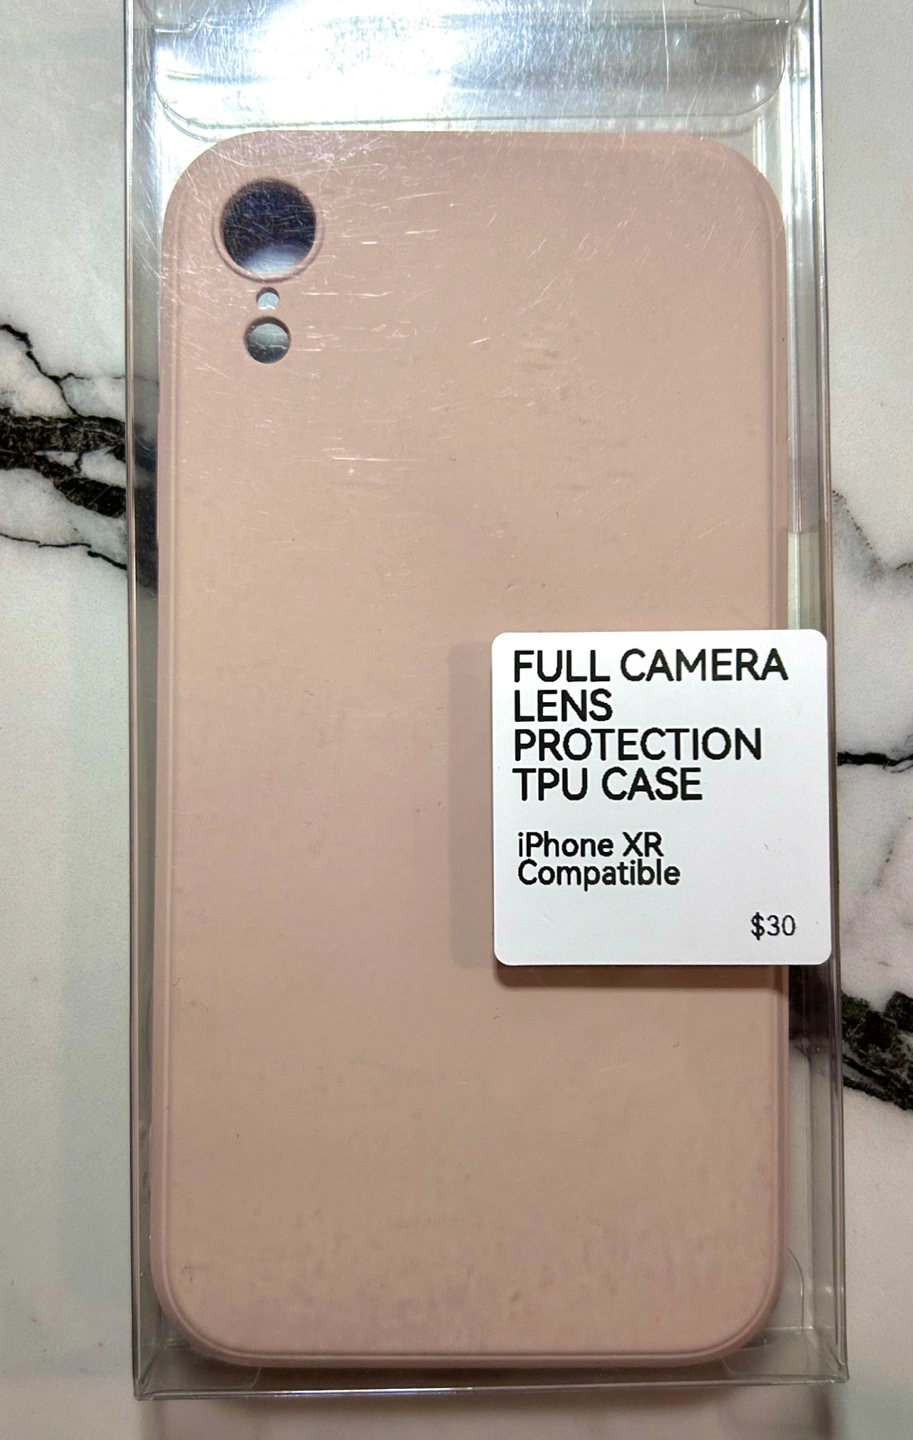 FULL CAMERA
LENS
PROTECTION
TPU CASE
iPhone XR
Compatible
$30